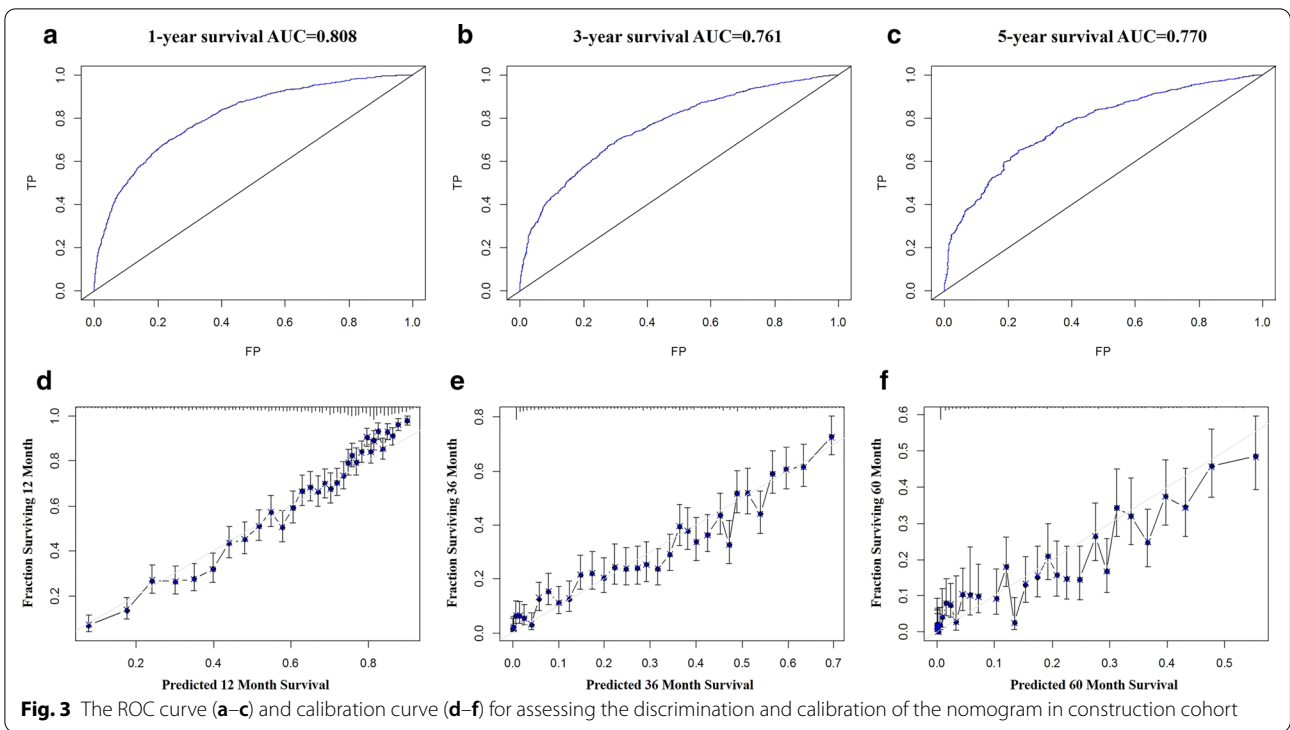 a
1-year survival AUC=0.808
1.0
0.8
0.6
0.4
0.2
0.0
TP
0.0 0.2 0.4 0.6 0.8 1.0
FP
b
3-year survival AUC=0.761
1.0
0.8
0.6
0.4
0.2
0.0
TP
0.0 0.2 0.4 0.6 0.8 1.0
FP
c
5-year survival AUC=0.770
1.0
0.8
0.6
0.4
0.2
0.0
TP
0.0 0.2 0.4 0.6 0.8 1.0
FP
d
1.0
0.8
0.6
0.4
0.2
Fraction Surviving 12 Month
0.2 0.4 0.6 0.8
Predicted 12 Month Survival
e
0.8
0.6
0.4
0.2
0.0
Fraction Surviving 36 Month
0.0 0.1 0.2 0.3 0.4 0.5 0.6 0.7
Predicted 36 Month Survival
f
0.6
0.5
0.4
0.3
0.2
0.1
0.0
Fraction Surviving 60 Month
0.0 0.1 0.2 0.3 0.4 0.5
Predicted 60 Month Survival
Fig. 3 The ROC curve (a–c) and calibration curve (d–f) for assessing the discrimination and calibration of the nomogram in construction cohort